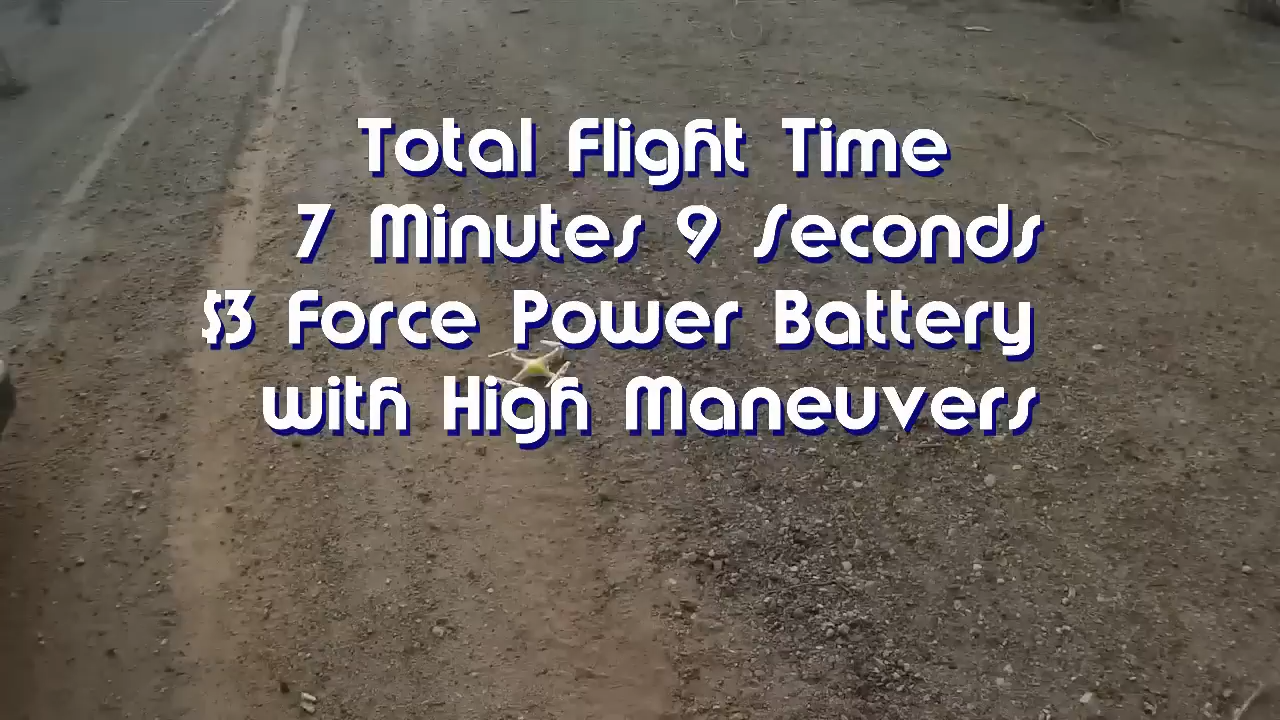 Total Flight Time
7 Minutes 9 Seconds
$3 Force Power Battery
with High Maneuvers